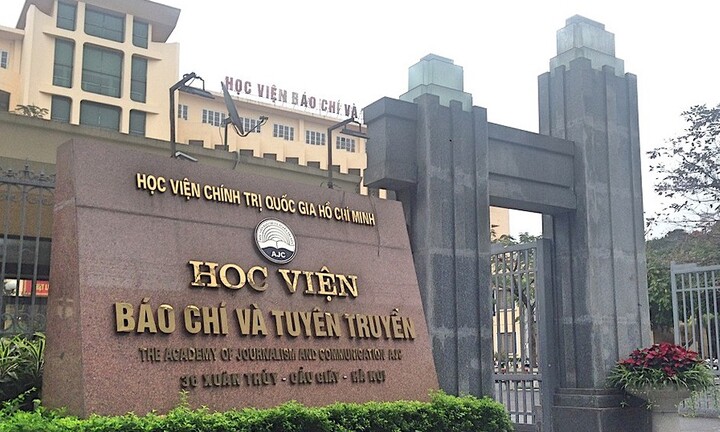 HỌC VIỆN BÁO CHÍ VÀ
HỌC VIỆN CHÍNH TRỊ QUỐC GIA HỒ CHÍ MINH
AJC
HỌC VIỆN
BÁO CHÍ VÀ TUYÊN TRUYỀN
THE ACADEMY OF JOURNALISM AND COMMUNICATION AJC
36 XUÂN THỦY - CẦU GIẤY - HÀ NỘI